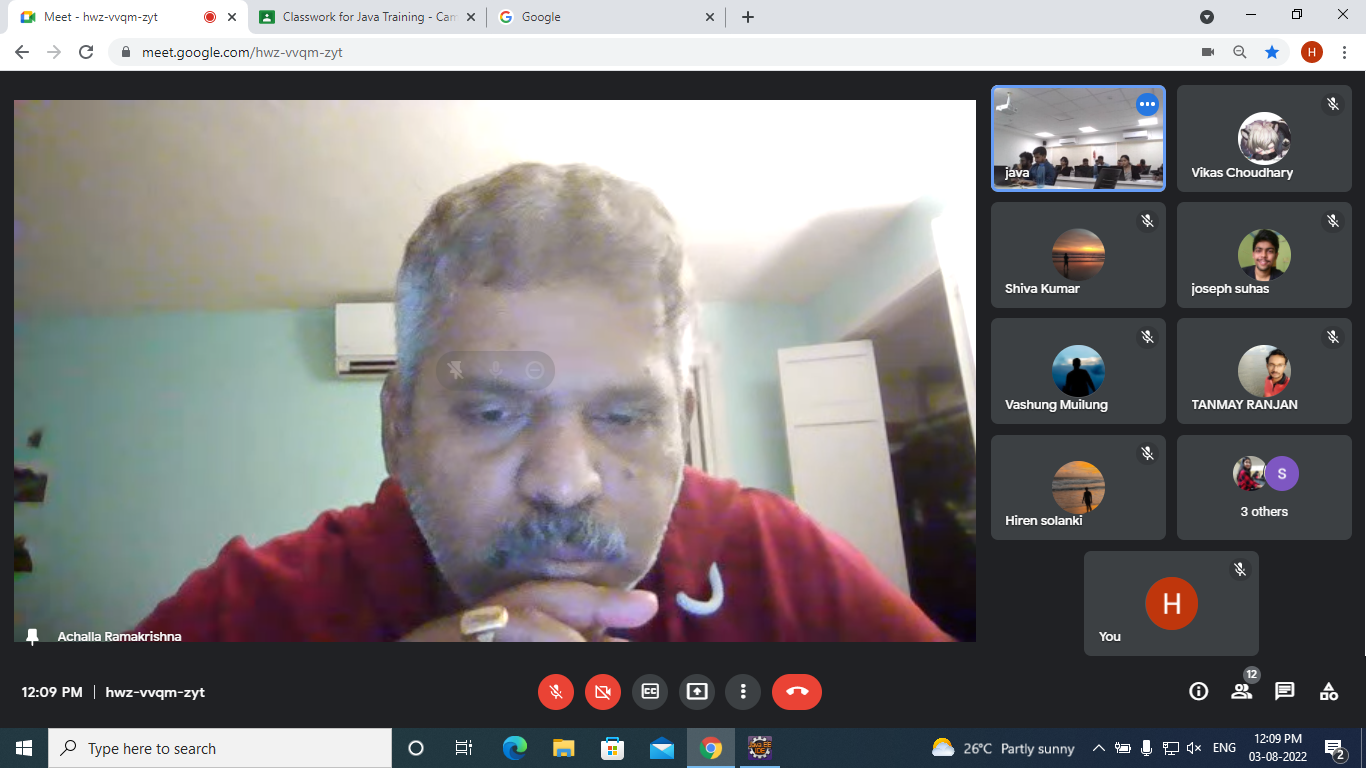 Meet - hwz-vvqm-zyt
Classwork for Java Training - Cam
Google
meet.google.com/hwz-vvqm-zyt
H
java
Vikas Choudhary
Shiva Kumar
joseph suhas
Vashung Muilung
TANMAY RANJAN
Hiren solanki
S
3 others
H
You
Achalla Ramakrishna
12:09 PM | hwz-vvqm-zyt
CC
12
Type here to search
26°C Partly sunny
ENG
12:09 PM
03-08-2022
2